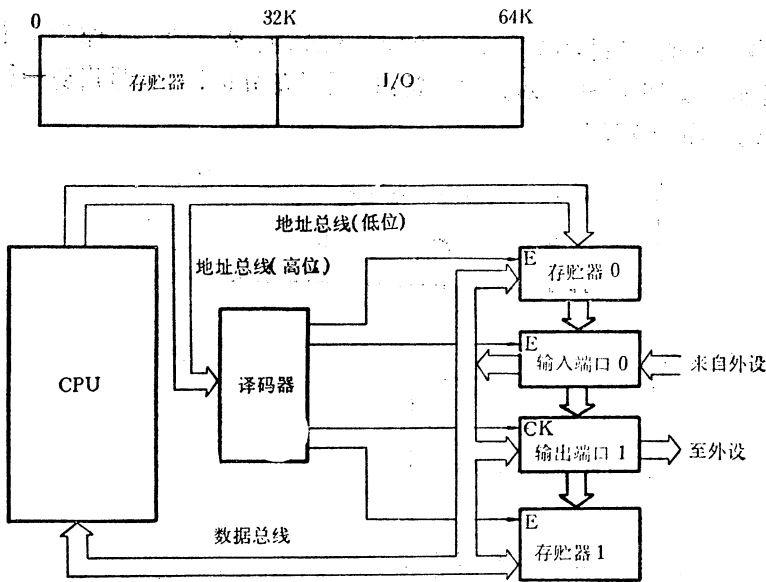 0 32K 64K
存贮器 I/O
地址总线(低位)
地址总线(高位)
E
存贮器 0
E
输入端口 0
来自外设
CPU
译码器
CK
输出端口 1
至外设
数据总线
E
存贮器 1